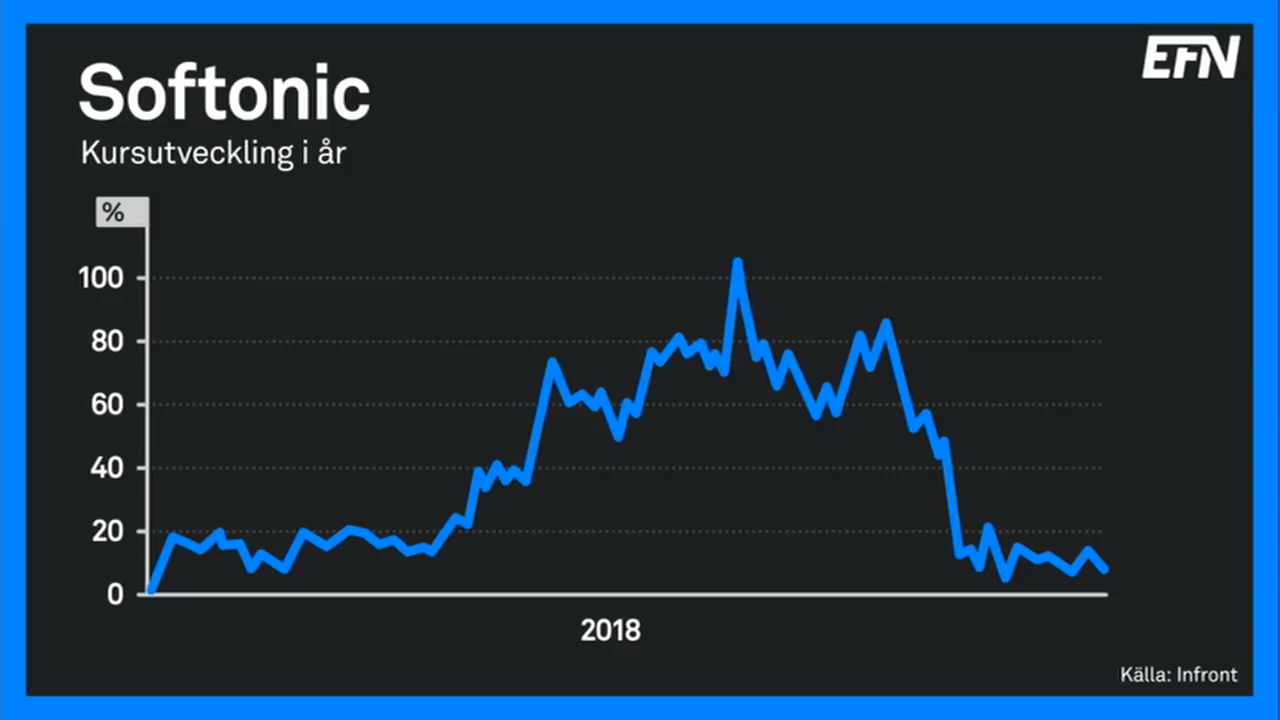 EFN
Softonic
Kursutveckling i år
%
100
80
60
40
20
0
2018
Källa: Infront